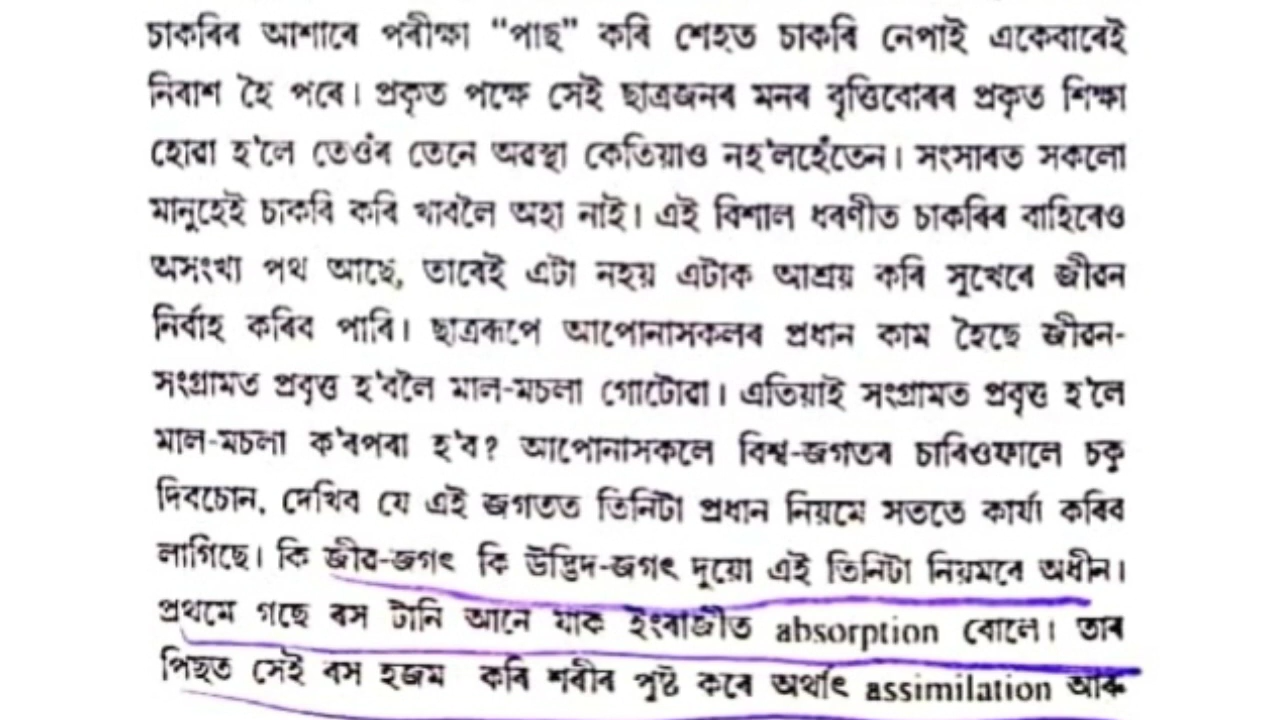 চাকৰিৰ আশাৰে পৰীক্ষা “পাছ” কৰি শেহত চাকৰি নেপাই একেবাৰেই
নিৰাশ হৈ পৰে। প্ৰকৃত পক্ষে সেই ছাত্ৰজনৰ মনৰ বৃত্তিবোৰৰ প্ৰকৃত শিক্ষা
হোৱা হ'লে তেওঁৰ তেনে অৱস্থা কেতিয়াও নহ'লহেঁতেন। সংসাৰত সকলো
মানুহেই চাকৰি কৰি খাবলৈ অহা নাই। এই বিশাল ধৰণীত চাকৰিৰ বাহিৰেও
অসংখ্য পথ আছে, তাৰেই এটা নহয় এটাক আশ্ৰয় কৰি সুখেৰে জীৱন
নিৰ্বাহ কৰিব পাৰি। ছাত্ৰৰূপে আপোনাসকলৰ প্ৰধান কাম হৈছে জীৱন-
সংগ্ৰামত প্ৰবৃত্ত হ'বলৈ মাল-মচলা গোটোৱা। এতিয়াই সংগ্ৰামত প্ৰবৃত্ত হ'লে
মাল-মচলা ক'ৰপৰা হ'ব? আপোনাসকলে বিশ্ব-জগতৰ চাৰিওফালে চকু
দিবচোন, দেখিব যে এই জগতত তিনিটা প্ৰধান নিয়মে সততে কাৰ্য্য কৰিব
লাগিছে। কি জীৱ-জগৎ কি উদ্ভিদ-জগৎ দুয়ো এই তিনিটা নিয়মৰে অধীন।
প্ৰথমে গছে ৰস টানি আনে যাক ইংৰাজীত absorption বোলে। তাৰ
পিছত সেই ৰস হজম কৰি শৰীৰ পুষ্ট কৰে অৰ্থাৎ assimilation আৰু